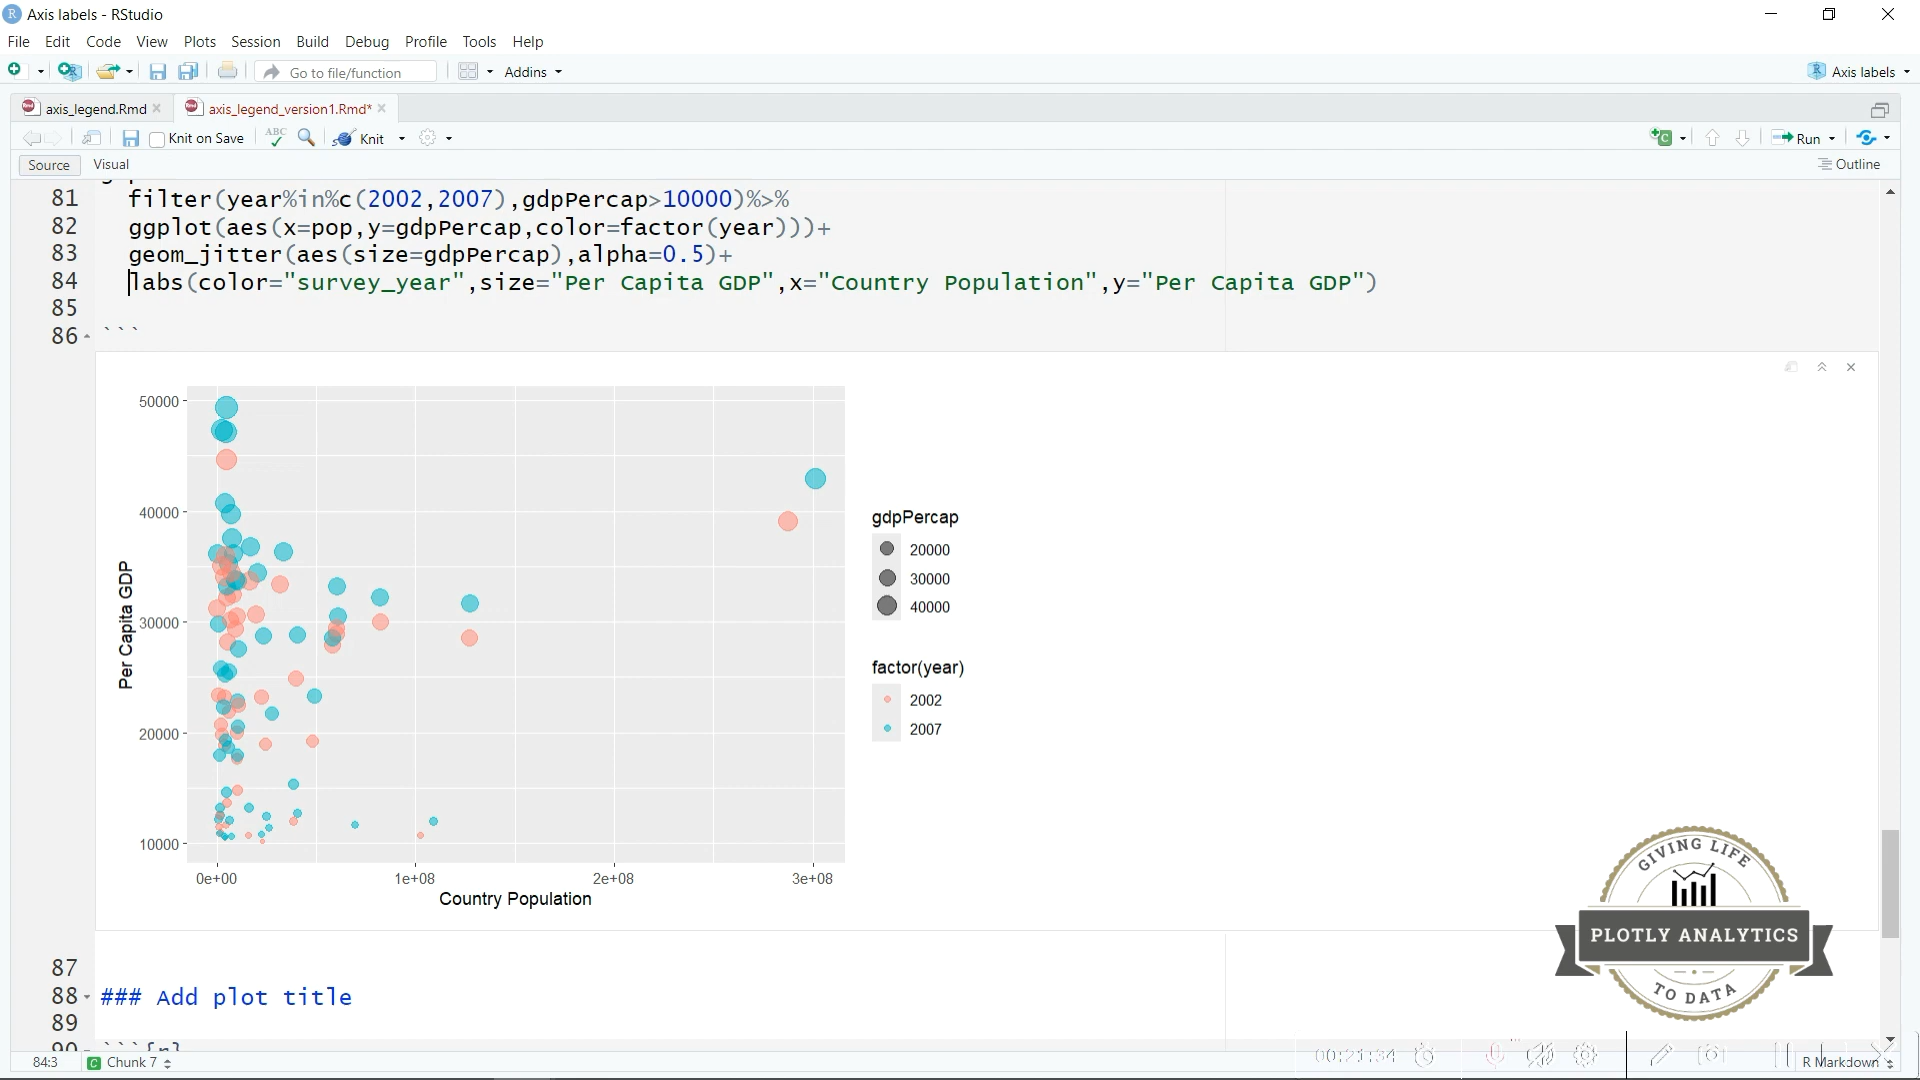 Axis labels - RStudio
File Edit Code View Plots Session Build Debug Profile Tools Help
Go to file/function Addins Axis labels
axis_legend.Rmd axis_legend_version1.Rmd*
Knit on Save ABC Knit Run
Source Visual Outline
81 filter(year%in%c(2002,2007),gdpPercap>10000)%>%
82 ggplot(aes(x=pop,y=gdpPercap,color=factor(year)))+
83 geom_jitter(aes(size=gdpPercap),alpha=0.5)+
84 labs(color="survey_year",size="Per Capita GDP",x="Country Population",y="Per Capita GDP")
85
86 ```
50000
40000
30000
20000
10000
Per Capita GDP
0e+00 1e+08 2e+08 3e+08
Country Population
gdpPercap
20000
30000
40000
factor(year)
2002
2007
GIVING LIFE
PLOTLY ANALYTICS
TO DATA
87
88 ### Add plot title
89
90 ```{r}
00:21:34
84:3 Chunk 7 R Markdown